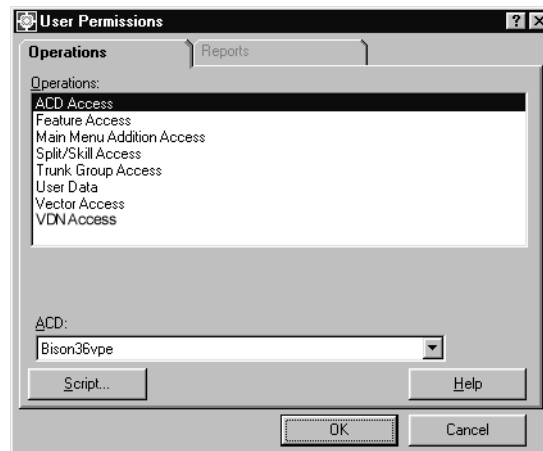 User Permissions
Operations Reports
Operations:
ACD Access
Feature Access
Main Menu Addition Access
Split/Skill Access
Trunk Group Access
User Data
Vector Access
VDN Access
ACD:
Bison36vpe
Script... Help
OK Cancel